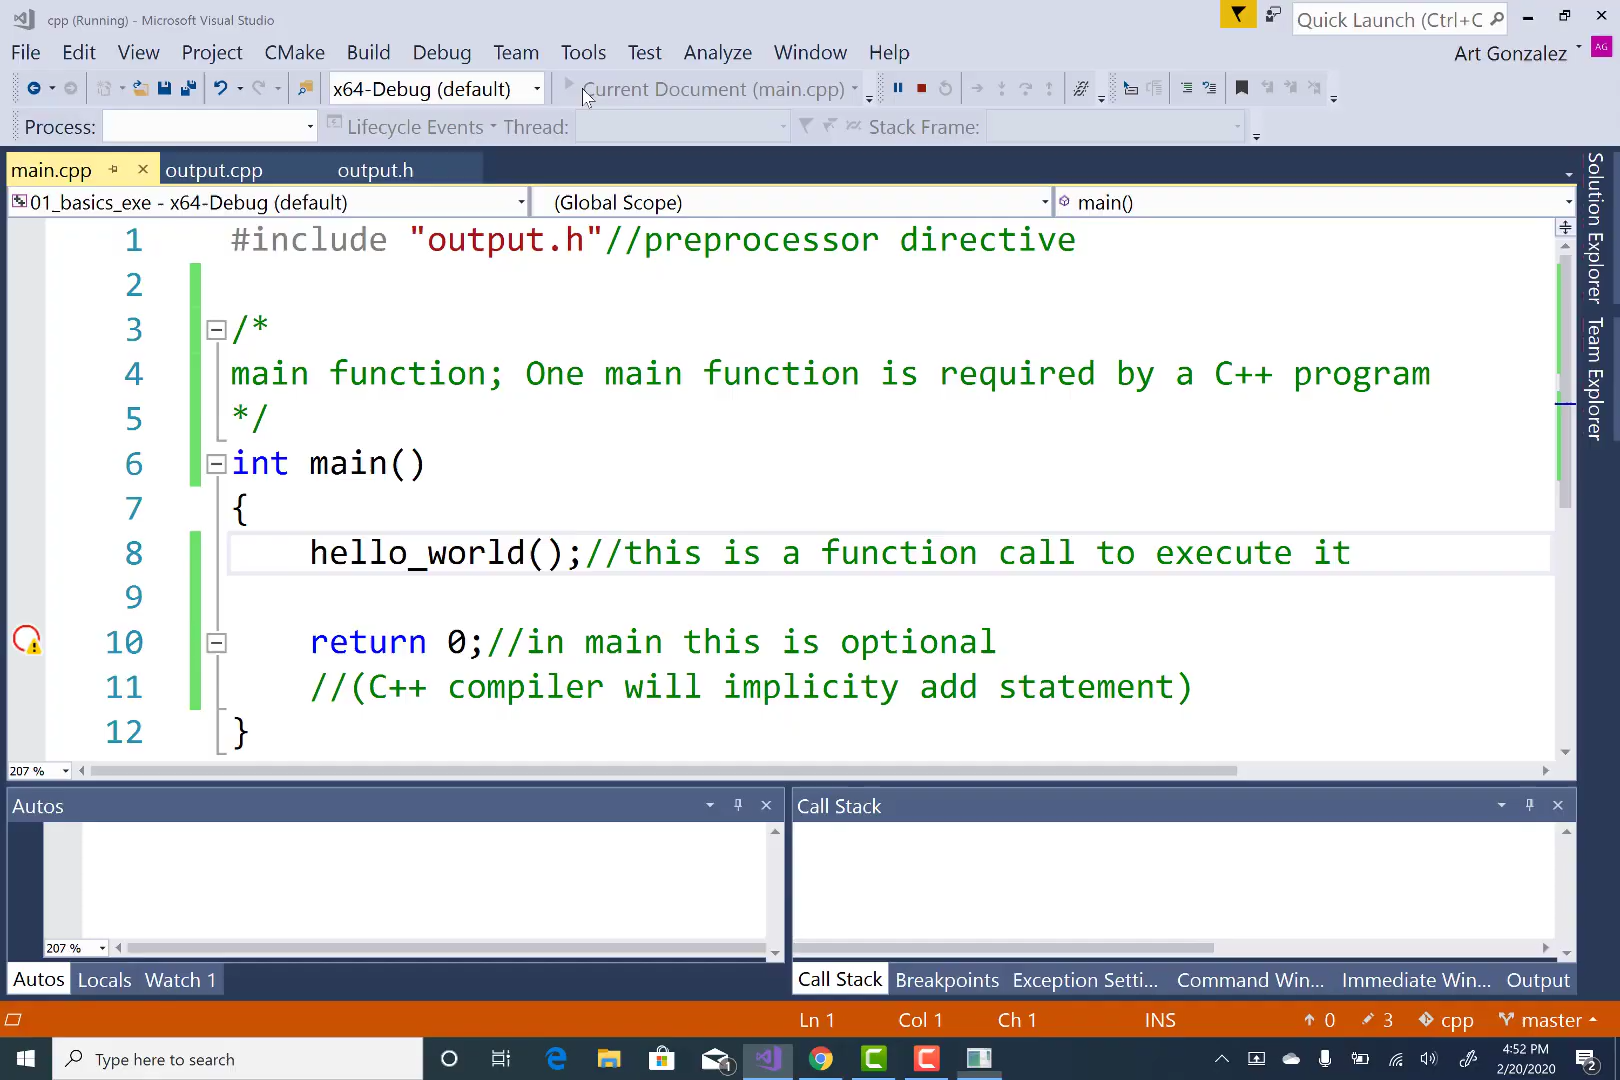 cpp (Running) - Microsoft Visual Studio
Quick Launch (Ctrl+C
File Edit View Project CMake Build Debug Team Tools Test Analyze Window Help
Art Gonzalez AG
x64-Debug (default) Current Document (main.cpp)
Process: Lifecycle Events Thread: Stack Frame:
main.cpp output.cpp output.h
01_basics_exe - x64-Debug (default) (Global Scope) main()
1 #include "output.h"//preprocessor directive
2
3 /*
4 main function; One main function is required by a C++ program
5 */
6 int main()
7 {
8 hello_world();//this is a function call to execute it
9
10 return 0;//in main this is optional
11 //(C++ compiler will implicity add statement)
12 }
207 %
Solution Explorer
Team Explorer
Autos Call Stack
207 %
Autos Locals Watch 1 Call Stack Breakpoints Exception Setti... Command Win... Immediate Win... Output
Ln 1 Col 1 Ch 1 INS 0 3 cpp master
Type here to search 1 4:52 PM
2/20/2020 2